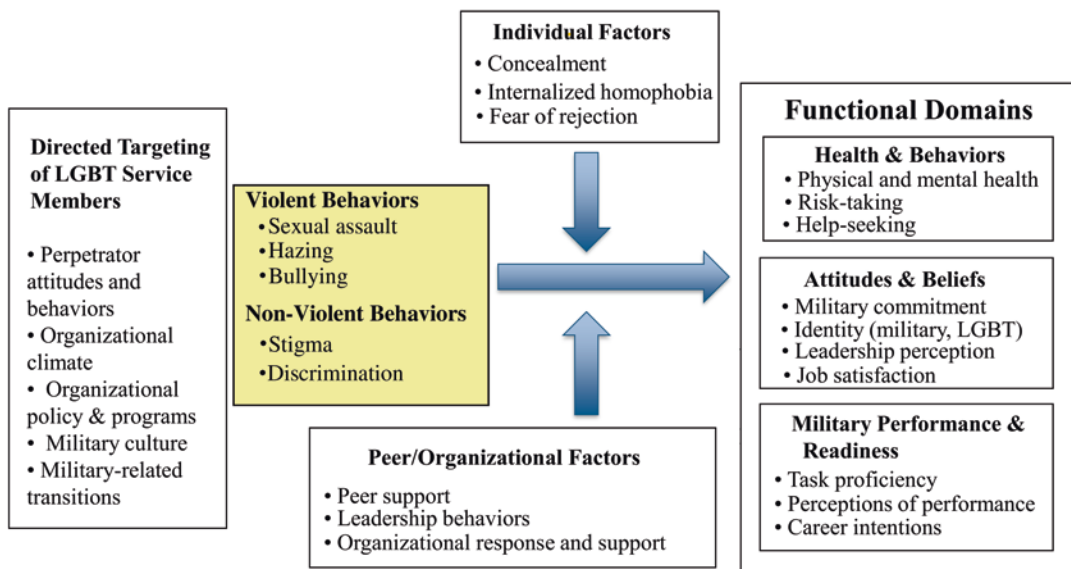 Individual Factors
• Concealment
• Internalized homophobia
• Fear of rejection
Directed Targeting
of LGBT Service
Members
• Perpetrator
attitudes and
behaviors
• Organizational
climate
• Organizational
policy & programs
• Military culture
• Military-related
transitions
Violent Behaviors
•Sexual assault
•Hazing
•Bullying
Non-Violent Behaviors
•Stigma
•Discrimination
Peer/Organizational Factors
• Peer support
• Leadership behaviors
• Organizational response and support
Functional Domains
Health & Behaviors
• Physical and mental health
• Risk-taking
• Help-seeking
Attitudes & Beliefs
• Military commitment
• Identity (military, LGBT)
• Leadership perception
• Job satisfaction
Military Performance &
Readiness
• Task proficiency
• Perceptions of performance
• Career intentions